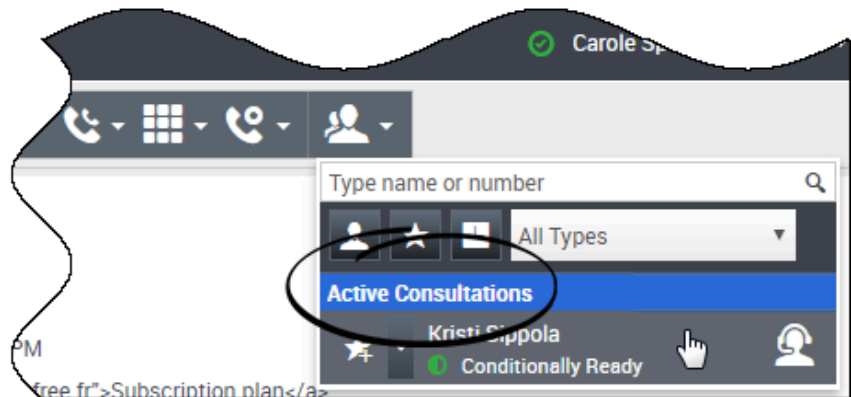 Carole
Type name or number
All Types
Active Consultations
Kristi Sippola
Conditionally Ready
PM
free fr">Subscription plan</a>